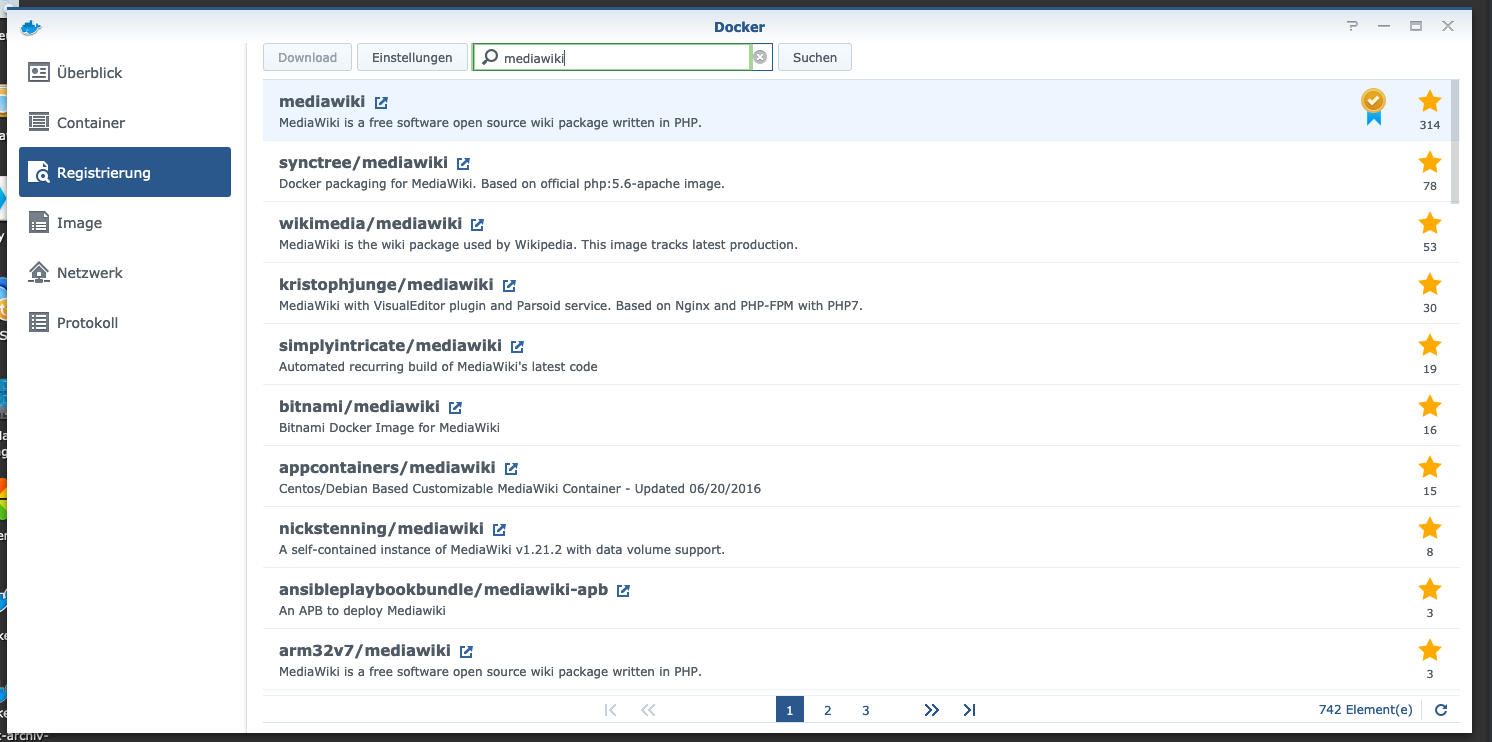 Docker
Überblick
Container
Registrierung
Image
Netzwerk
Protokoll
Download
Einstellungen
mediawiki
Suchen
mediawiki
MediaWiki is a free software open source wiki package written in PHP.
314
synctree/mediawiki
Docker packaging for MediaWiki. Based on official php:5.6-apache image.
78
wikimedia/mediawiki
MediaWiki is the wiki package used by Wikipedia. This image tracks latest production.
53
kristophjunge/mediawiki
MediaWiki with VisualEditor plugin and Parsoid service. Based on Nginx and PHP-FPM with PHP7.
30
simplyintricate/mediawiki
Automated recurring build of MediaWiki's latest code
19
bitnami/mediawiki
Bitnami Docker Image for MediaWiki
16
appcontainers/mediawiki
Centos/Debian Based Customizable MediaWiki Container - Updated 06/20/2016
15
nickstenning/mediawiki
A self-contained instance of MediaWiki v1.21.2 with data volume support.
8
ansibleplaybookbundle/mediawiki-apb
An APB to deploy Mediawiki
3
arm32v7/mediawiki
MediaWiki is a free software open source wiki package written in PHP.
3
1 2 3
742 Element(e)